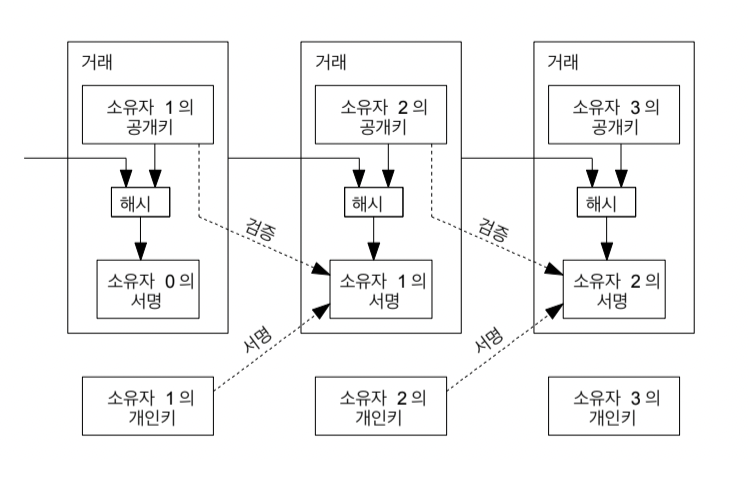 거래
소유자 1의
공개키
해시
소유자 0의
서명
거래
소유자 2의
공개키
해시
소유자 1의
서명
거래
소유자 3의
공개키
해시
소유자 2의
서명
검증
검증
서명
서명
소유자 1의
개인키
소유자 2의
개인키
소유자 3의
개인키